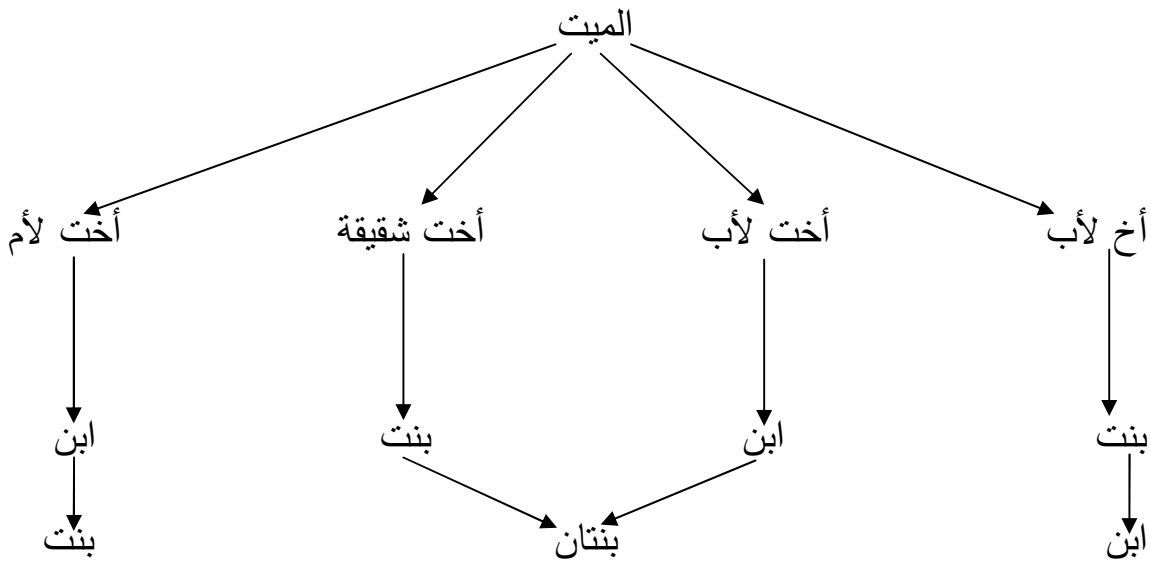 الميت
أخ لأب أخت لأب أخت شقيقة أخت لأم
بنت ابن بنت ابن
ابن بنتان بنت